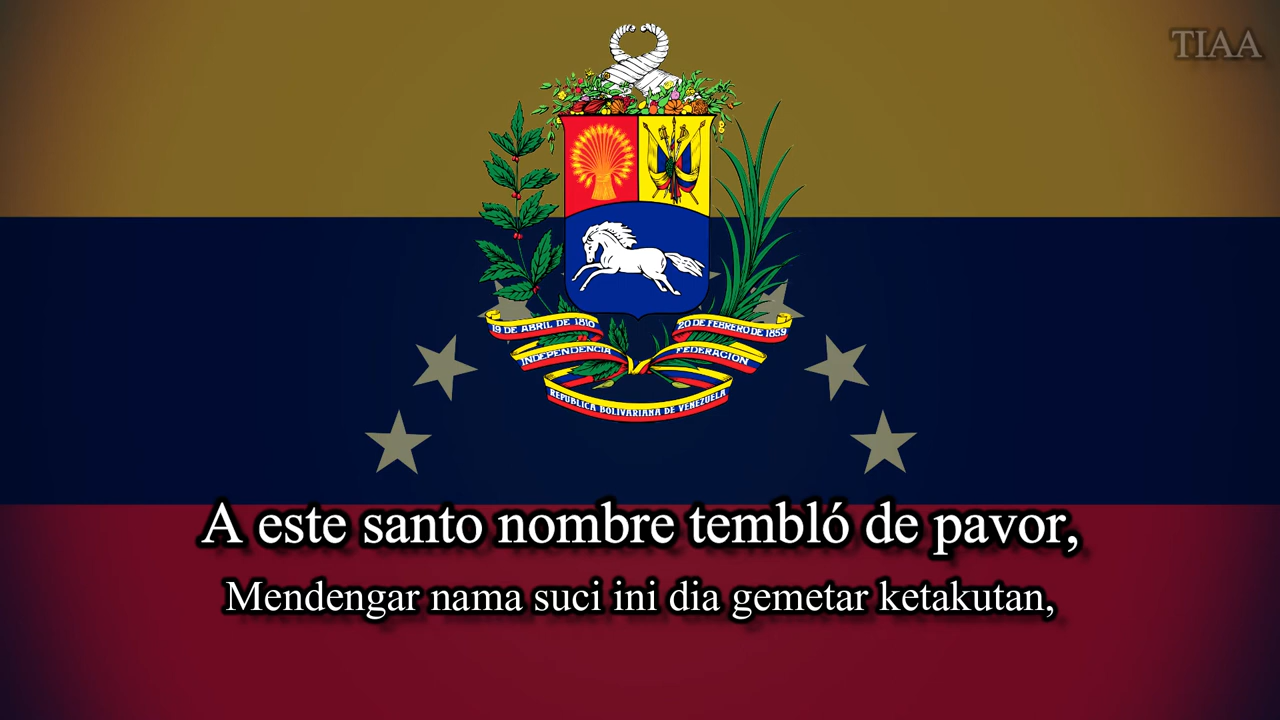 TIAA
19 DE ABRIL DE 1810
20 DE FEBRERO DE 1859
INDEPENDENCIA
FEDERACION
REPUBLICA BOLIVARIANA DE VENEZUELA
A este santo nombre tembló de pavor,
Mendengar nama suci ini dia gemetar ketakutan,